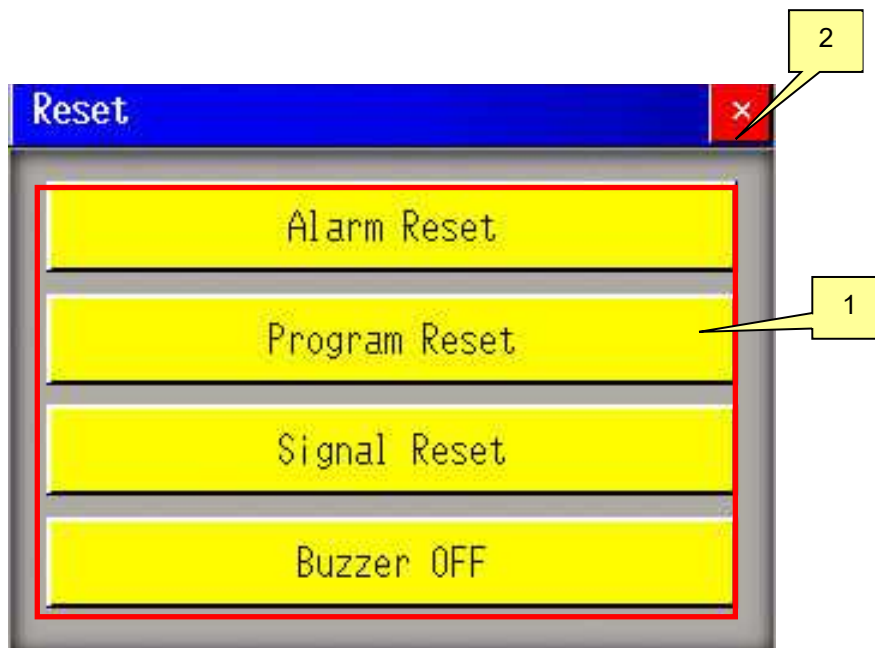 2
Reset ×
Alarm Reset
Program Reset
1
Signal Reset
Buzzer OFF